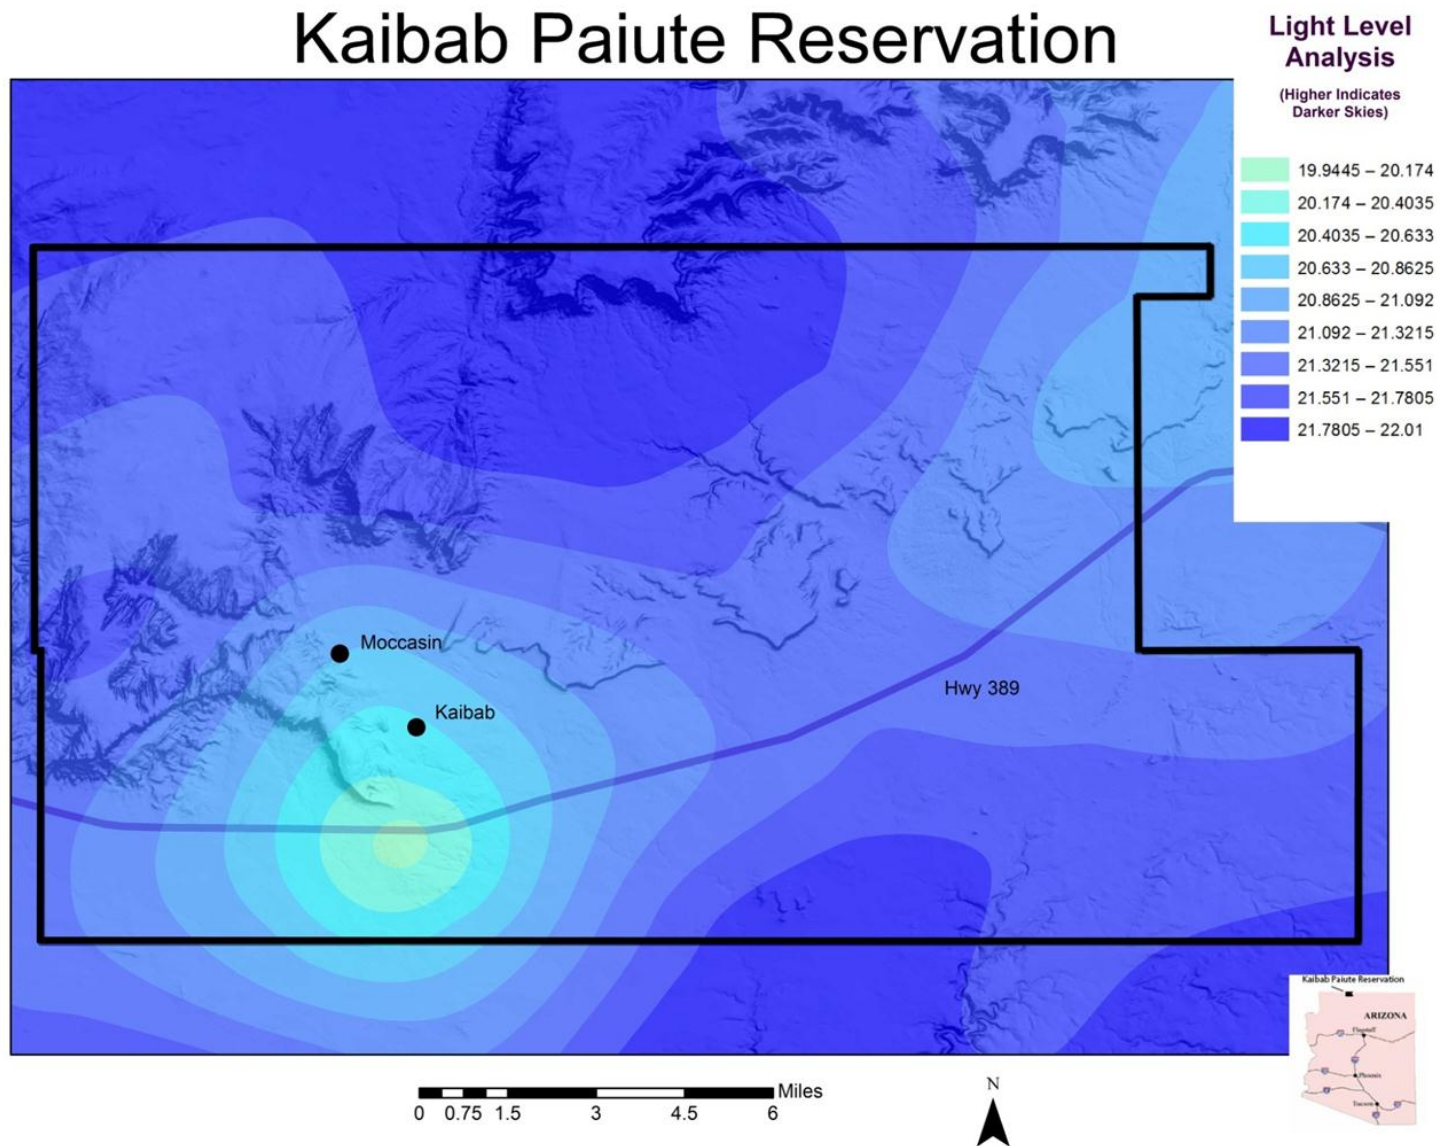 Kaibab Paiute Reservation
Light Level
Analysis
(Higher Indicates
Darker Skies)
19.9445 – 20.174
20.174 – 20.4035
20.4035 – 20.633
20.633 – 20.8625
20.8625 – 21.092
21.092 – 21.3215
21.3215 – 21.551
21.551 – 21.7805
21.7805 – 22.01
Moccasin
Hwy 389
Kaibab
Kaibab Paiute Reservation
ARIZONA
Flagstaff
Phoenix
Tucson
Miles
0 0.75 1.5 3 4.5 6
N